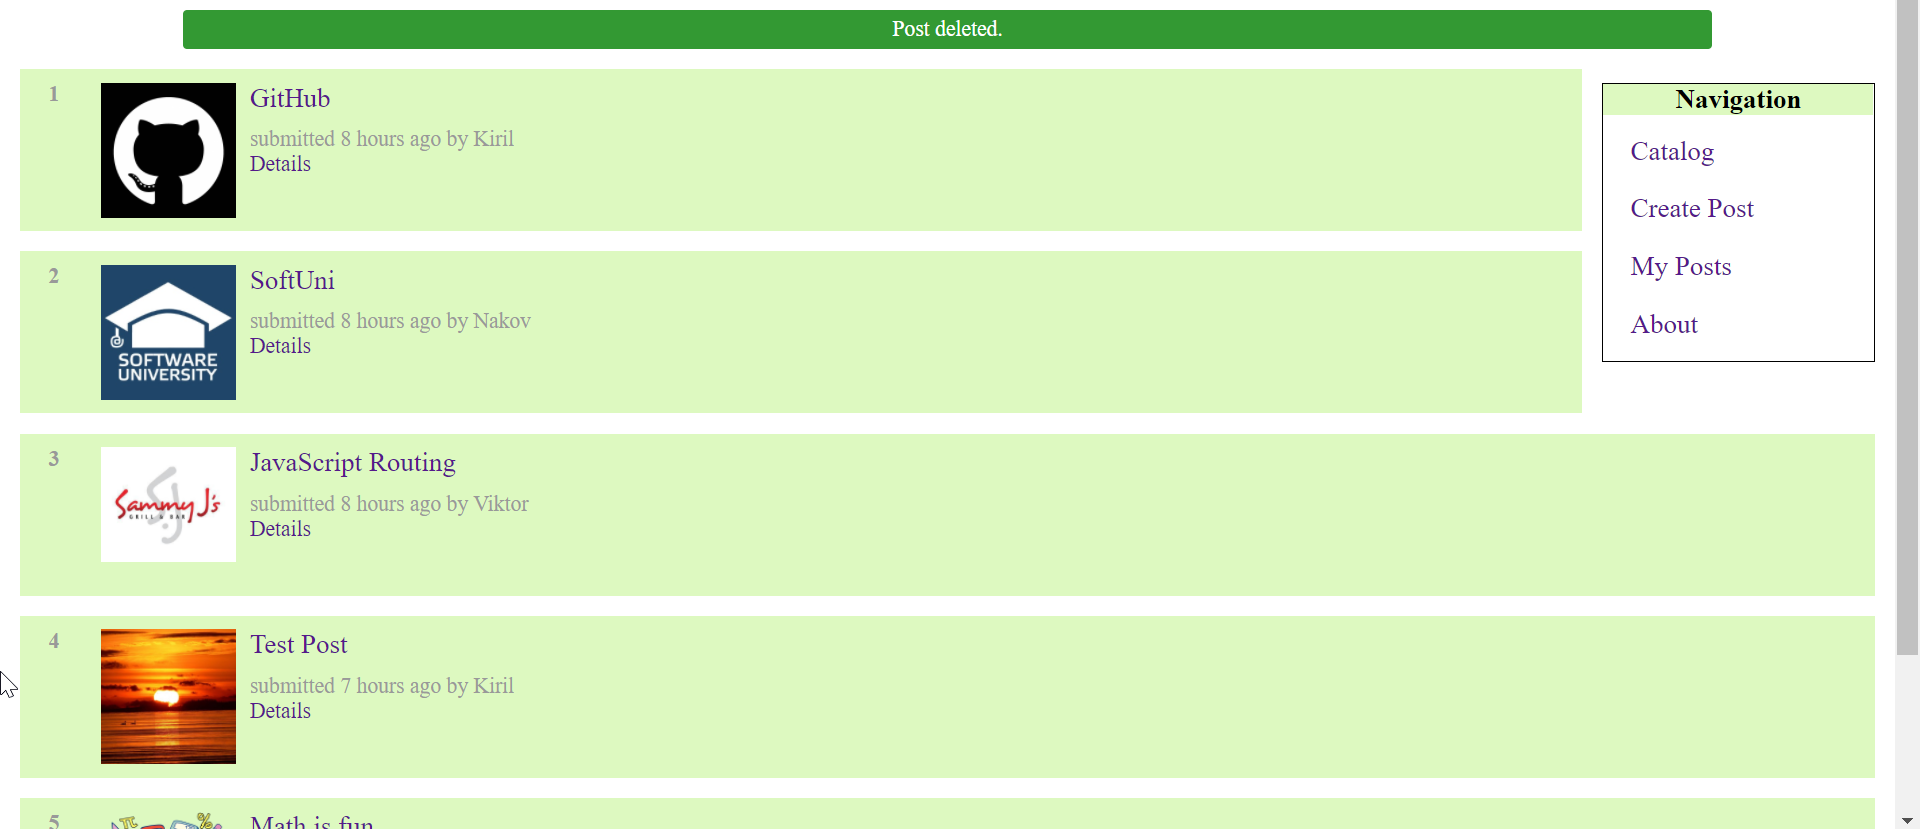 Post deleted.
1
GitHub
submitted 8 hours ago by Kiril
Details
2
SOFTWARE
UNIVERSITY
SoftUni
submitted 8 hours ago by Nakov
Details
3
Sammy J's
GRILL & BAR
JavaScript Routing
submitted 8 hours ago by Viktor
Details
4
Test Post
submitted 7 hours ago by Kiril
Details
5
π %
Math is fun
Navigation
Catalog
Create Post
My Posts
About